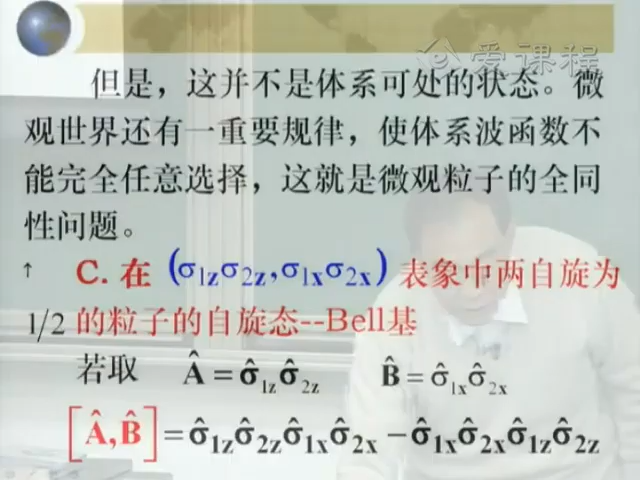 爱课程
但是，这并不是体系可处的状态。微
观世界还有一重要规律，使体系波函数不
能完全任意选择，这就是微观粒子的全同
性问题。
↑ C. 在 (σ1zσ2z,σ1xσ2x) 表象中两自旋为
1/2 的粒子的自旋态--Bell基
若取 Â = σ̂1zσ̂2z B̂ = σ̂1xσ̂2x
[Â,B̂] = σ̂1zσ̂2zσ̂1xσ̂2x − σ̂1xσ̂2xσ̂1zσ̂2z